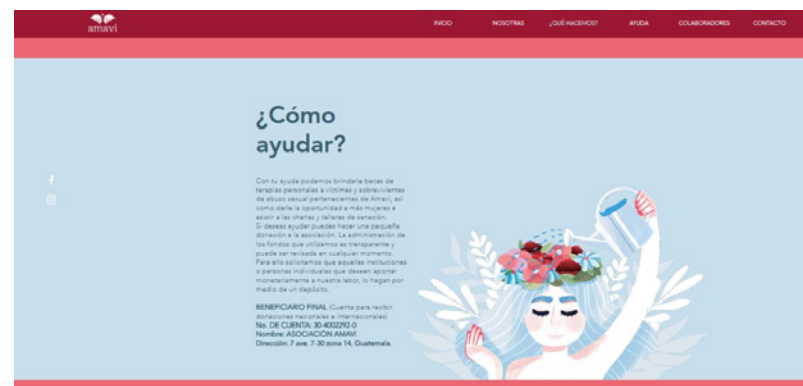 amavi
INICIO NOSOTRAS ¿QUÉ HACEMOS? AYUDA COLABORADORES CONTACTO
¿Cómo
ayudar?
Con tu ayuda podemos brindarle becas de
terapias personales a víctimas y sobrevivientes
de abuso sexual pertenecientes de Amavi, así
como darle la oportunidad a más mujeres a
asistir a las charlas y talleres de sanación.
Si deseas ayudar puedes hacer una pequeña
donación a la asociación. La administración de
los fondos que utilizamos es transparente y
puede ser revisada en cualquier momento.
Para ello solicitamos que aquellas instituciones
o personas individuales que deseen aportar
monetariamente a nuestra labor, lo hagan por
medio de un depósito.
BENEFICIARIO FINAL (Cuenta para recibir
donaciones nacionales e internacionales)
No. DE CUENTA: 30-4002292-0
Nombre: ASOCIACIÓN AMAVI
Dirección: 7 ave. 7-30 zona 14, Guatemala.